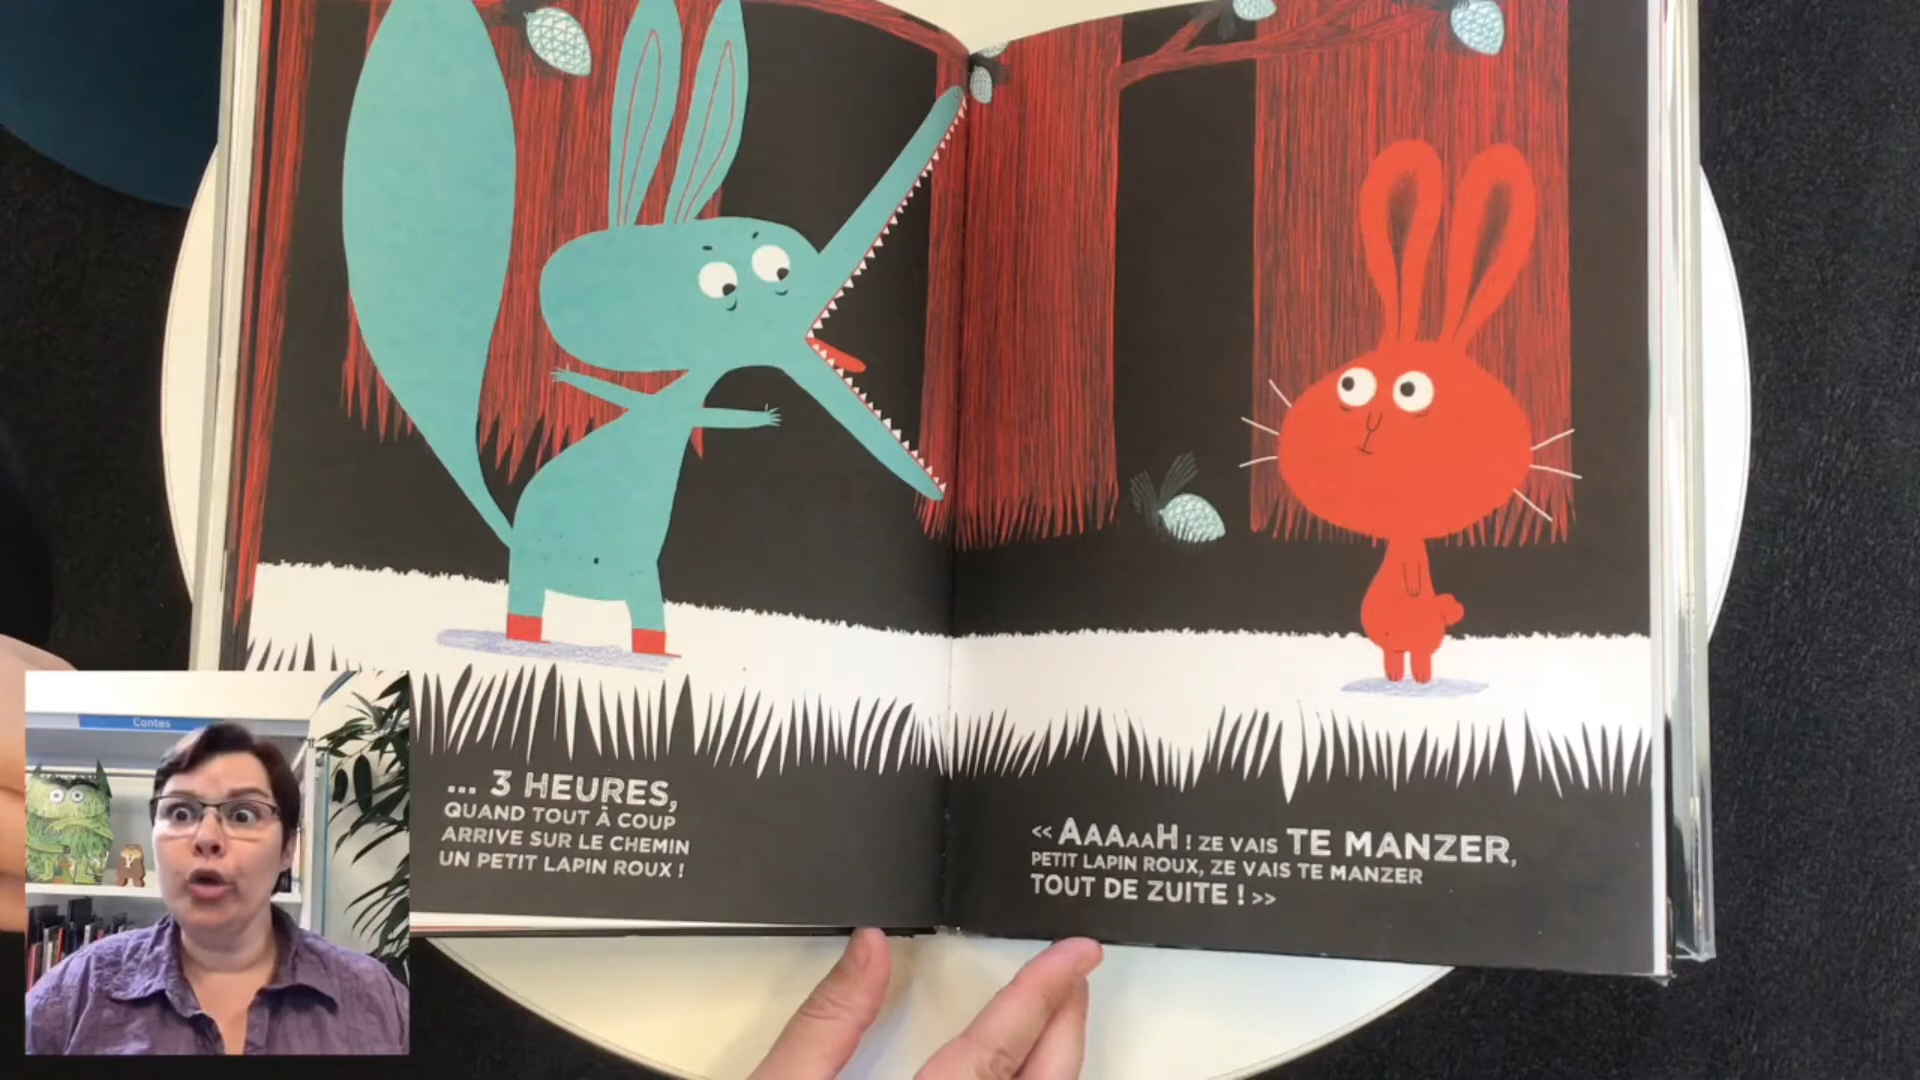 Contes
... 3 HEURES,
QUAND TOUT À COUP
ARRIVE SUR LE CHEMIN
UN PETIT LAPIN ROUX !
« AAAAAH ! ZE VAIS TE MANZER,
PETIT LAPIN ROUX, ZE VAIS TE MANZER
TOUT DE ZUITE ! »